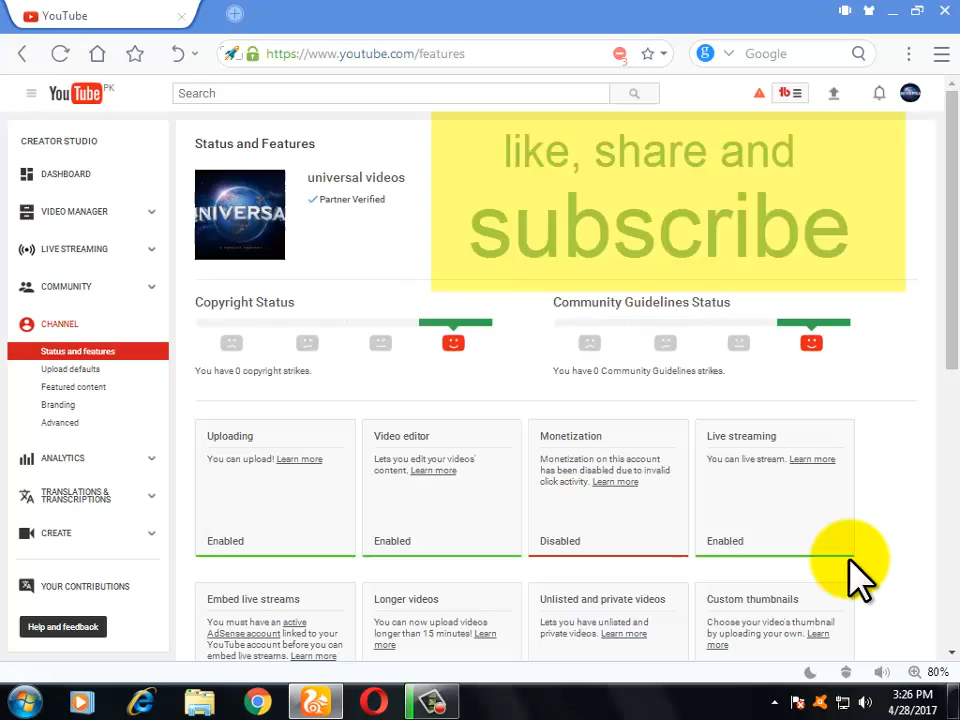 YouTube
https://www.youtube.com/features
3
g
Google
YouTube PK
Search
CREATOR STUDIO
DASHBOARD
VIDEO MANAGER
LIVE STREAMING
COMMUNITY
CHANNEL
Status and features
Upload defaults
Featured content
Branding
Advanced
ANALYTICS
TRANSLATIONS &
TRANSCRIPTIONS
CREATE
YOUR CONTRIBUTIONS
Help and feedback
Status and Features
UNIVERSA
universal videos
Partner Verified
like, share and
subscribe
Copyright Status
You have 0 copyright strikes.
Community Guidelines Status
You have 0 Community Guidelines strikes.
Uploading
You can upload! Learn more
Enabled
Video editor
Lets you edit your videos'
content. Learn more
Enabled
Monetization
Monetization on this account
has been disabled due to invalid
click activity. Learn more
Disabled
Live streaming
You can live stream. Learn more
Enabled
Embed live streams
You must have an active
AdSense account linked to your
YouTube account before you can
embed live streams. Learn more
Longer videos
You can now upload videos
longer than 15 minutes! Learn
more
Unlisted and private videos
Lets you have unlisted and
private videos. Learn more
Custom thumbnails
Choose your video's thumbnail
by uploading your own. Learn
more
80%
3:26 PM
4/28/2017